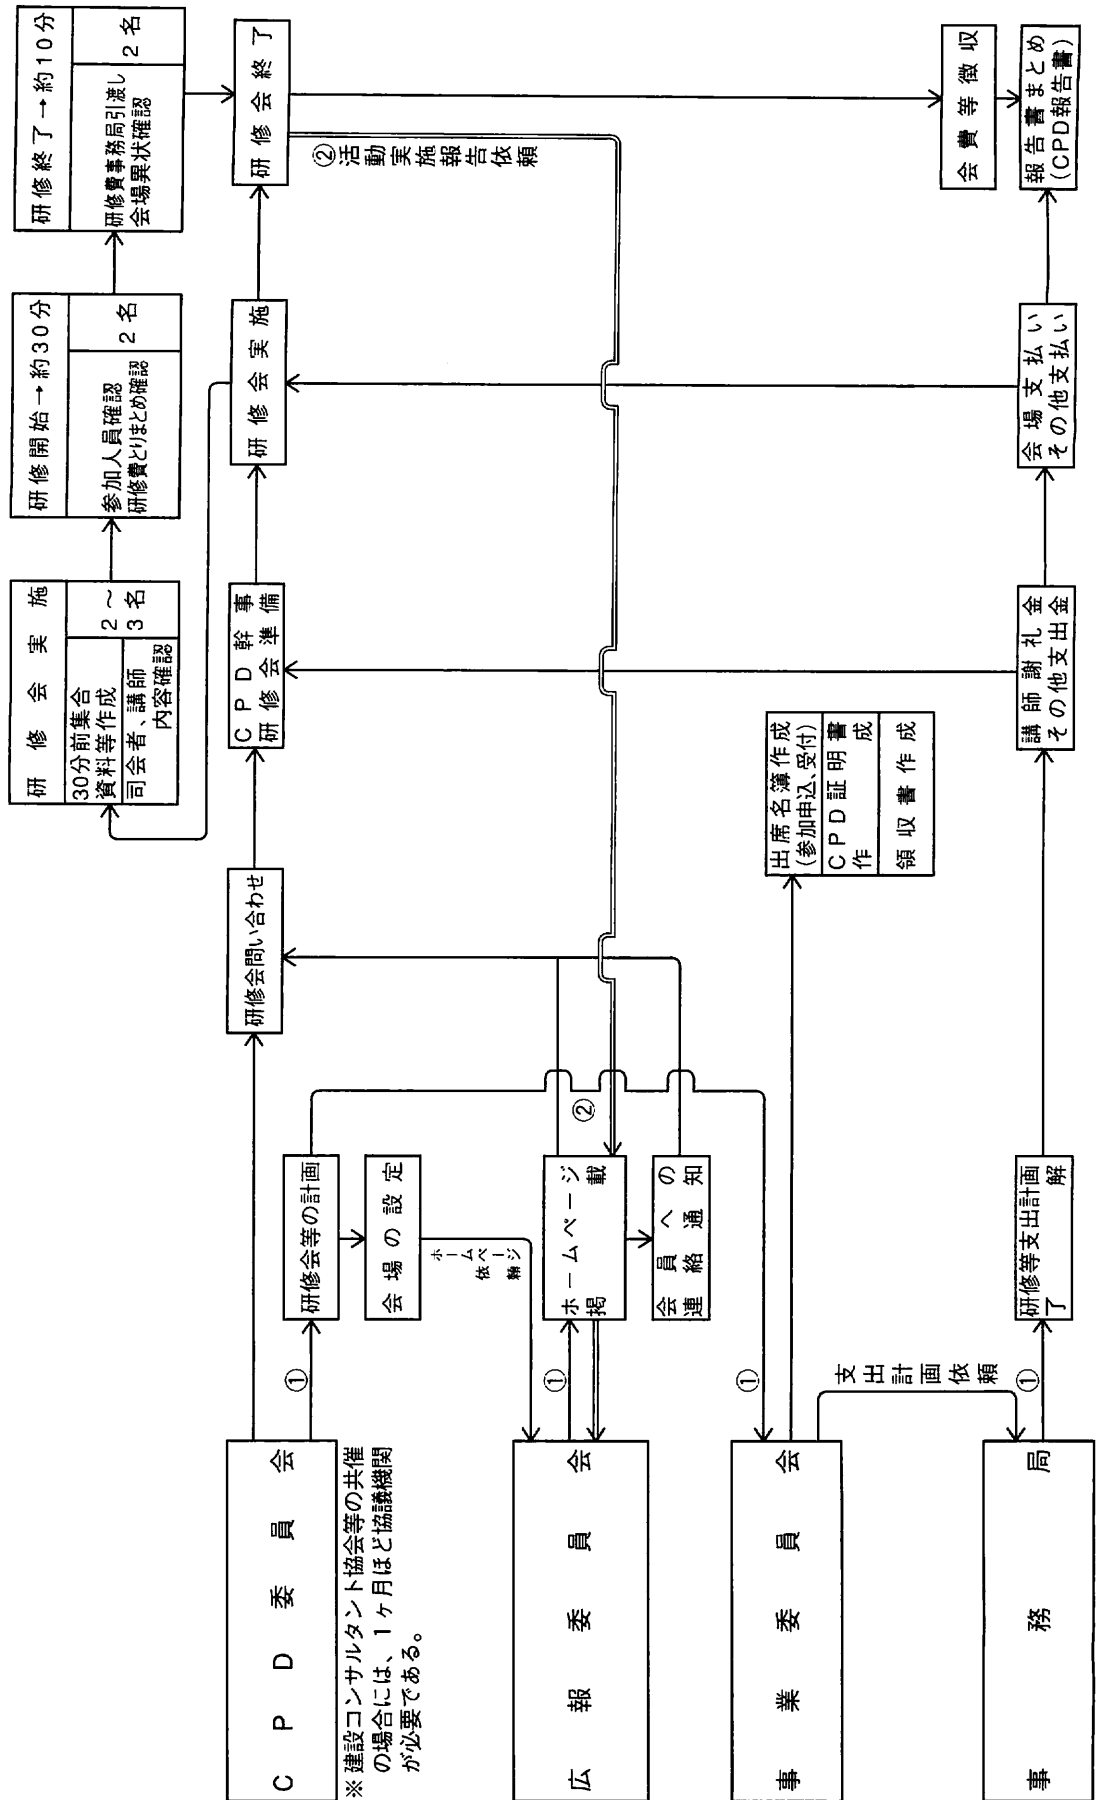 研修会実施
30分前集合
資料等作成
2～
3名
司会者、講師
内容確認
研修開始→約30分
参加人員確認
研修費とりまとめ確認
2名
研修終了→約10分
研修費事務局引渡し
会場異状確認
2名
CPD委員会
※建設コンサルタント協会等の共催
の場合には、1ヶ月ほど協議機関
が必要である。
①
研修会等の計画
会場の設定
ホームページ
依頼
研修会問い合わせ
CPD幹事
研修会準備
研修会実施
研修会終了
②活動実施報告依頼
広報委員会
①
ホームページ
掲載
②
会員への
連絡通知
事業委員会
①
出席名簿作成
(参加申込、受付)
CPD証明書
作成
領収書作成
支出計画依頼
事務局
①
研修等支出計画
了解
講師謝礼金
その他支出金
会場支払い
その他支払い
会費等徴収
報告書まとめ
(CPD報告書)